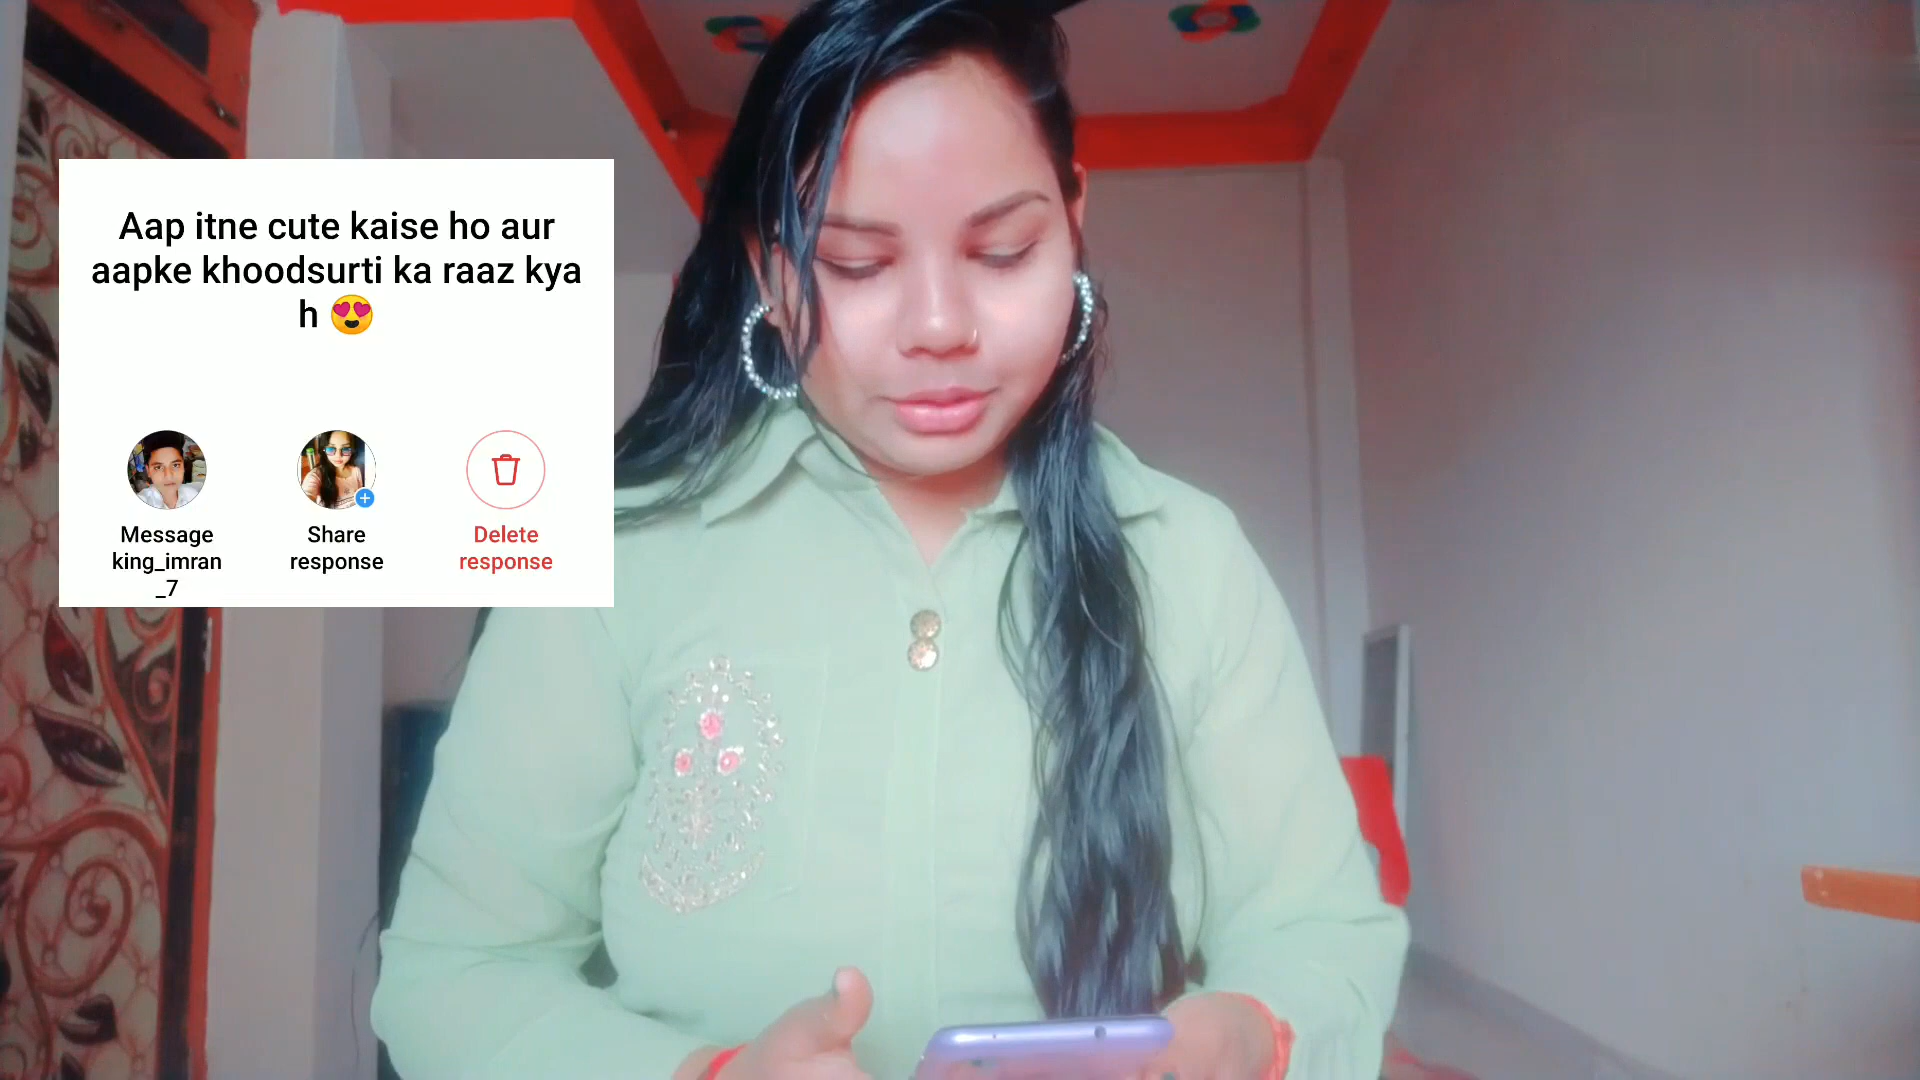 Aap itne cute kaise ho aur
aapke khoodsurti ka raaz kya
h 😍
Message
king_imran
_7
Share
response
Delete
response